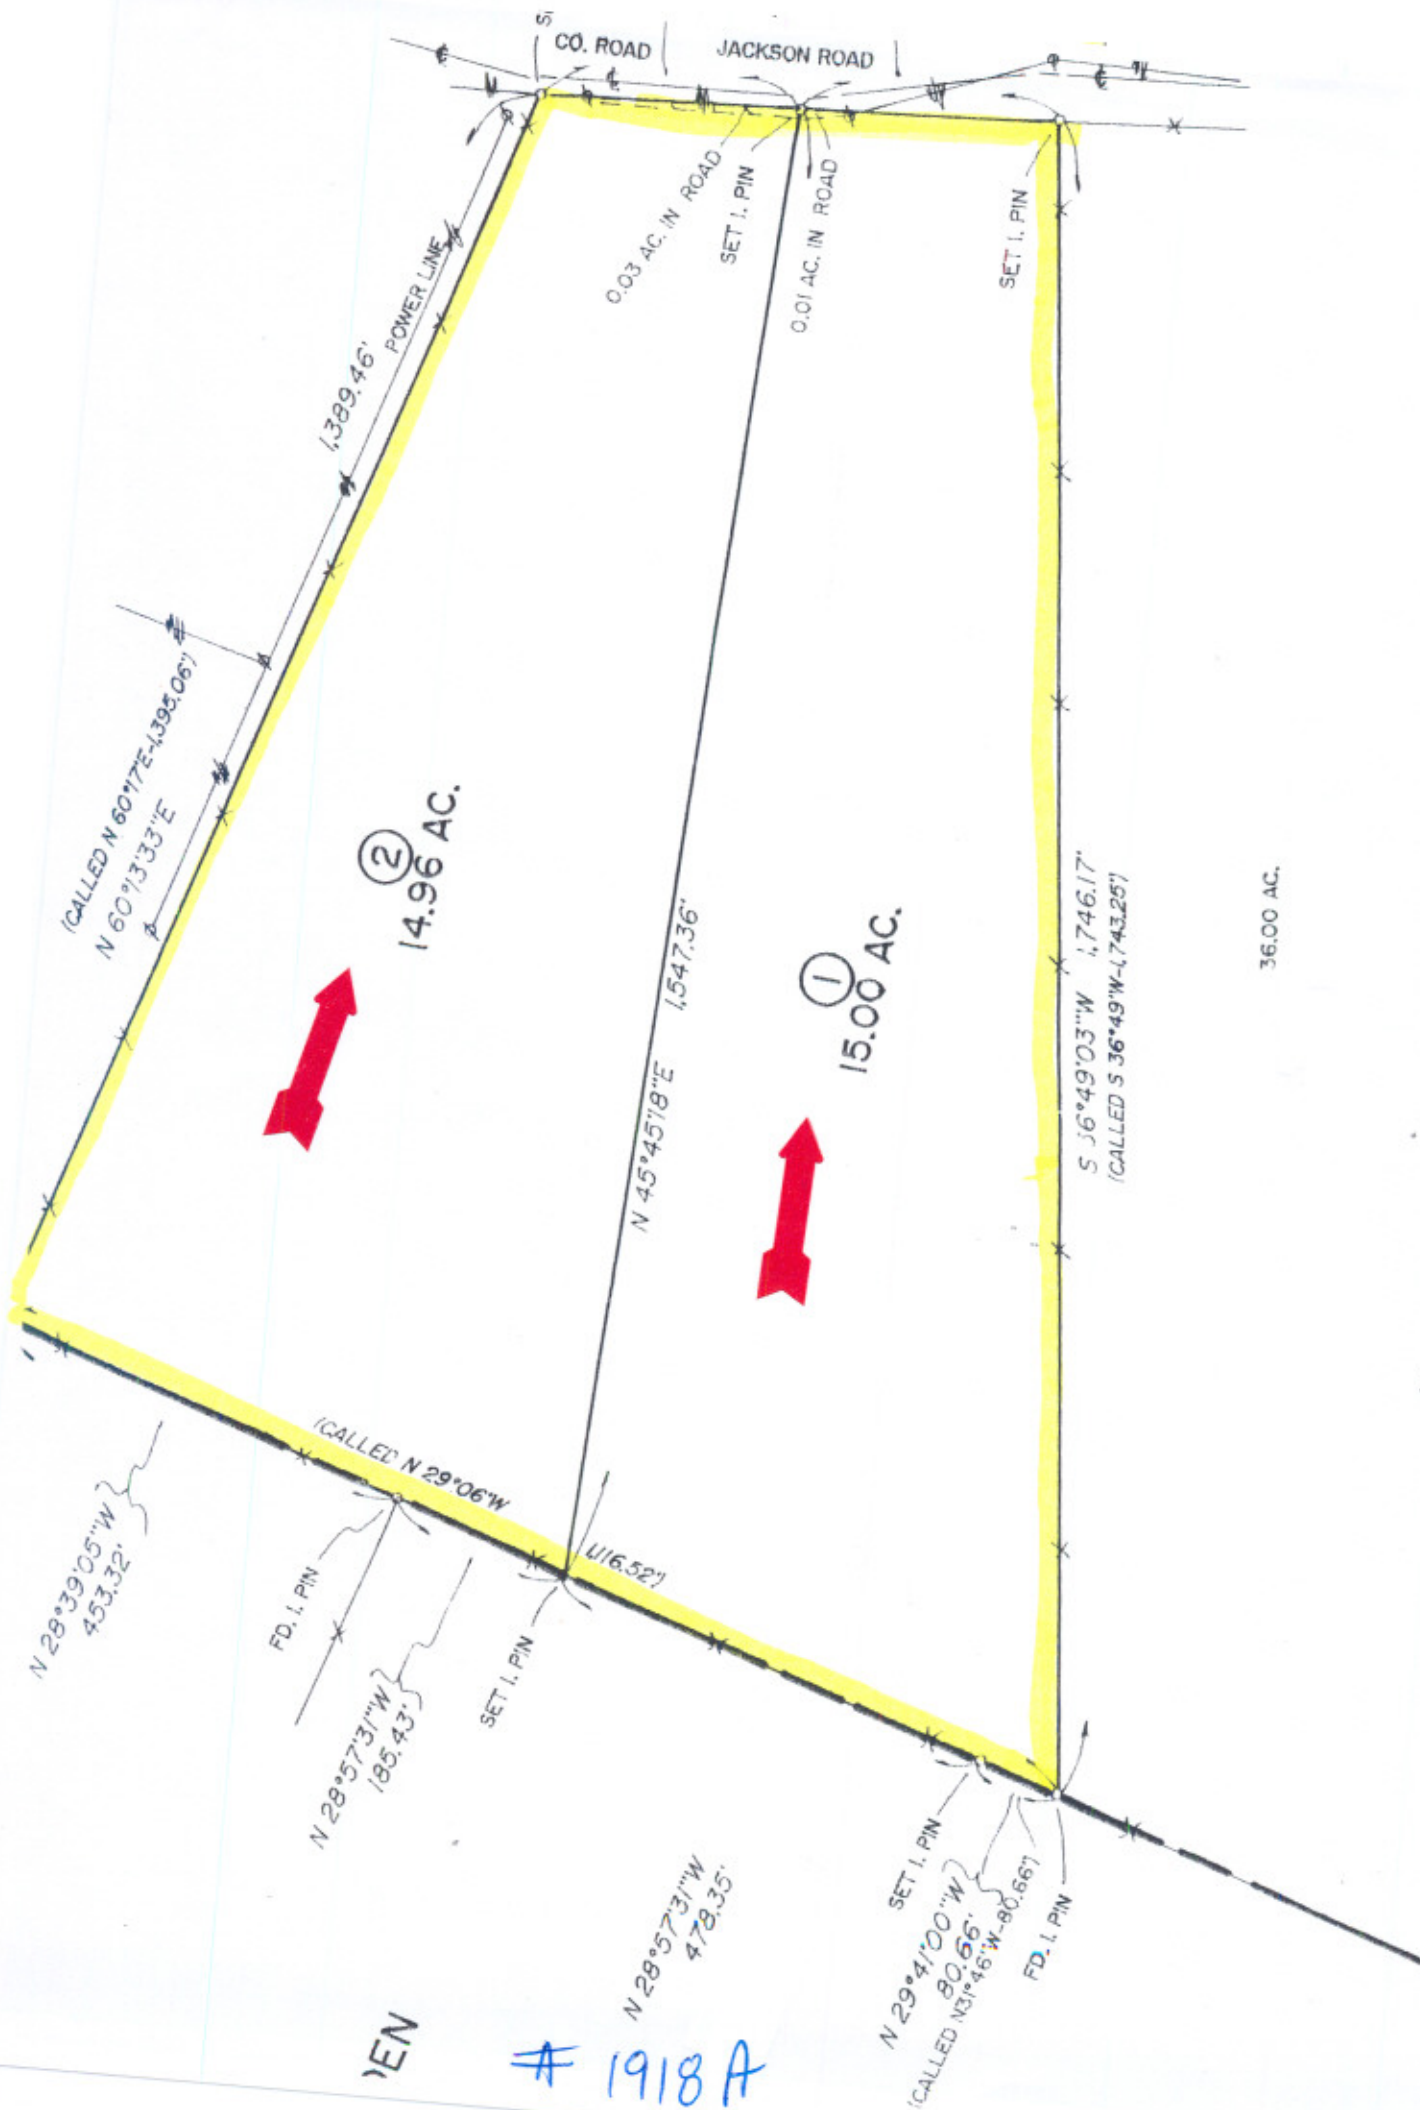 CO. ROAD
JACKSON ROAD
0.03 AC. IN ROAD
SET I. PIN
0.01 AC. IN ROAD
SET I. PIN
1,389.46'
POWER LINE
(CALLED N 60°17'E-1,395.06')
N 60°13'33"E
2
14.96 AC.
N 45°45'18"E 1,547.36'
1
15.00 AC.
S 36°49'03"W 1,746.17'
(CALLED S 36°49'W-1,743.25')
36.00 AC.
(CALLED N 29°06'W
1,116.52')
N 28°39'05"W
453.32'
FD. I. PIN
N 28°57'31"W
185.43'
SET I. PIN
N 28°57'31"W
478.35'
SET I. PIN
N 29°41'00"W
80.66'
(CALLED N31°46'W-80.66')
FD. I. PIN
DEN
# 1918 A